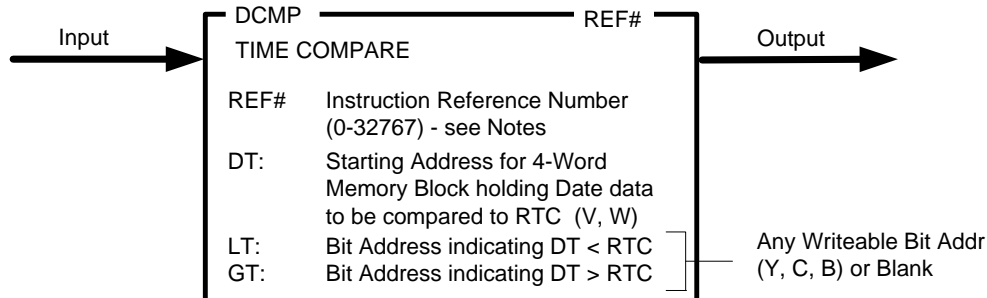 DCMP REF#
Input
Output
TIME COMPARE
REF# Instruction Reference Number
(0-32767) - see Notes
DT: Starting Address for 4-Word
Memory Block holding Date data
to be compared to RTC (V, W)
LT: Bit Address indicating DT < RTC
GT: Bit Address indicating DT > RTC
Any Writeable Bit Addr
(Y, C, B) or Blank